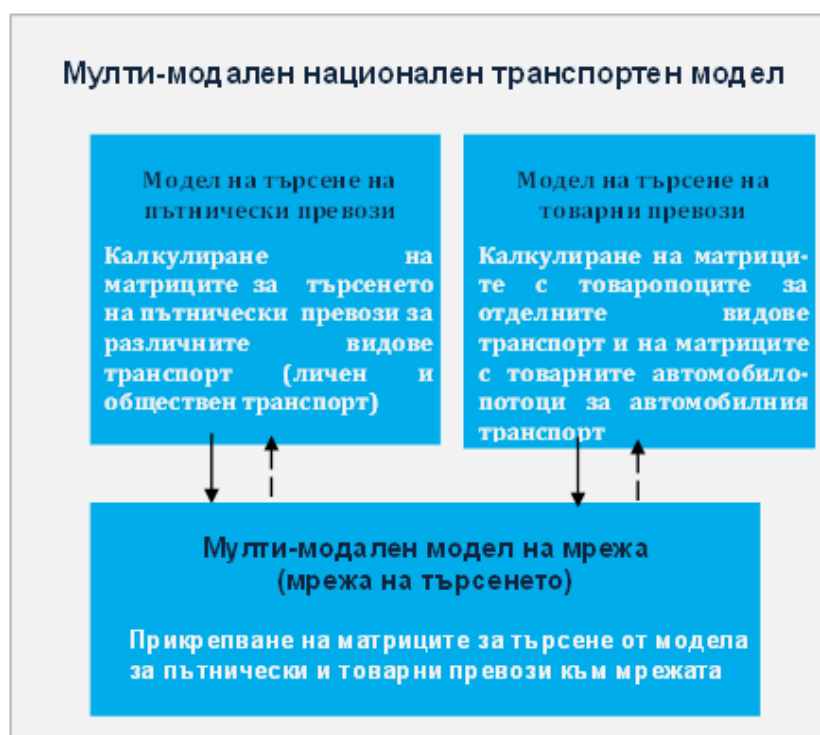 Мулти-модален национален транспортен модел
Модел на търсене на
пътнически превози
Калкулиране на
матриците за търсенето
на пътнически превози за
различните видове
транспорт (личен и
обществен транспорт)
Модел на търсене на
товарни превози
Калкулиране на матрици-
те с товаропоците за
отделните видове
транспорт и на матриците
с товарните автомобило-
потоци за автомобилния
транспорт
Мулти-модален модел на мрежа
(мрежа на търсенето)
Прикрепване на матриците за търсене от модела
за пътнически и товарни превози към мрежата